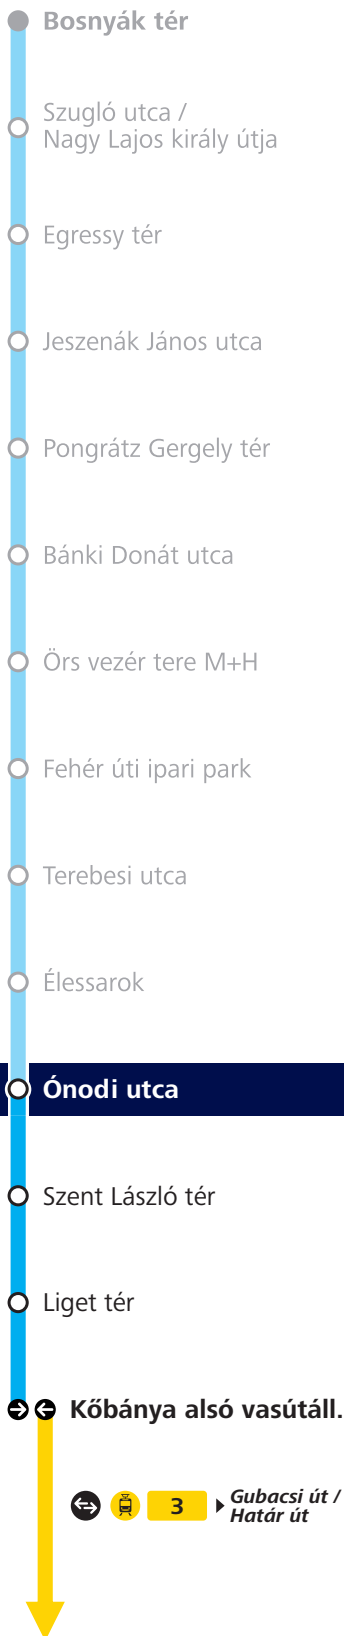 Bosnyák tér
Szugló utca /
Nagy Lajos király útja
Egressy tér
Jeszenák János utca
Pongrátz Gergely tér
Bánki Donát utca
Örs vezér tere M+H
Fehér úti ipari park
Terebesi utca
Élessarok
Ónodi utca
Szent László tér
Liget tér
Kőbánya alsó vasútáll.
3 Gubacsi út /
Határ út